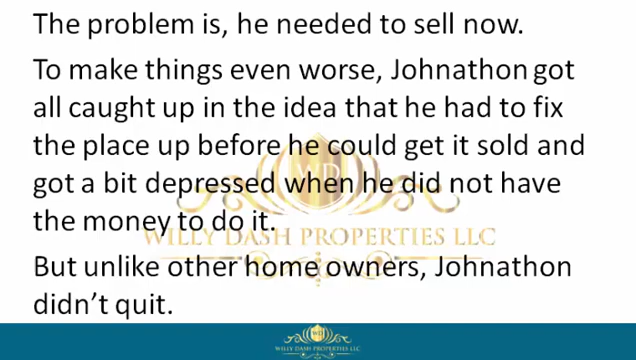 The problem is, he needed to sell now.
To make things even worse, Johnathon got
all caught up in the idea that he had to fix
the place up before he could get it sold and
got a bit depressed when he did not have
the money to do it.
WILLY DASH PROPERTIES LLC
But unlike other home owners, Johnathon
didn't quit.
WILLY DASH PROPERTIES LLC